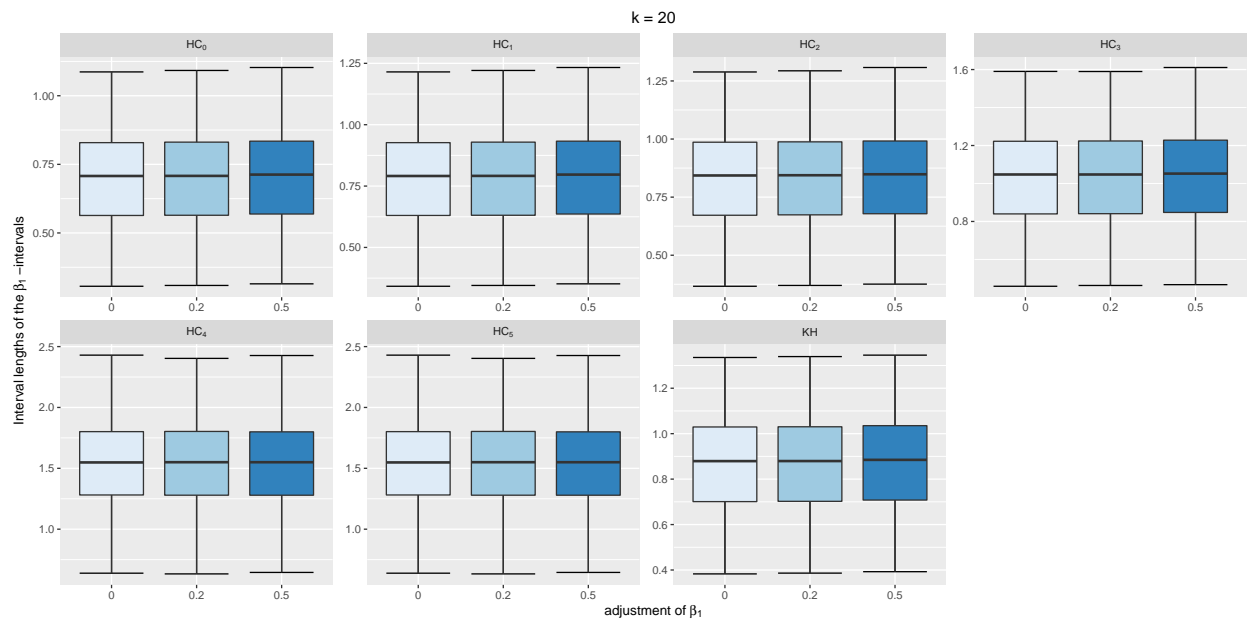 k = 20
HC₀
HC₁
HC₂
HC₃
1.00
0.75
0.50
1.25
1.00
0.75
0.50
1.25
1.00
0.75
0.50
1.6
1.2
0.8
0 0.2 0.5
0 0.2 0.5
0 0.2 0.5
0 0.2 0.5
HC₄
HC₅
KH
2.5
2.0
1.5
1.0
2.5
2.0
1.5
1.0
1.2
1.0
0.8
0.6
0.4
0 0.2 0.5
0 0.2 0.5
0 0.2 0.5
Interval lengths of the β₁ −intervals
adjustment of β₁